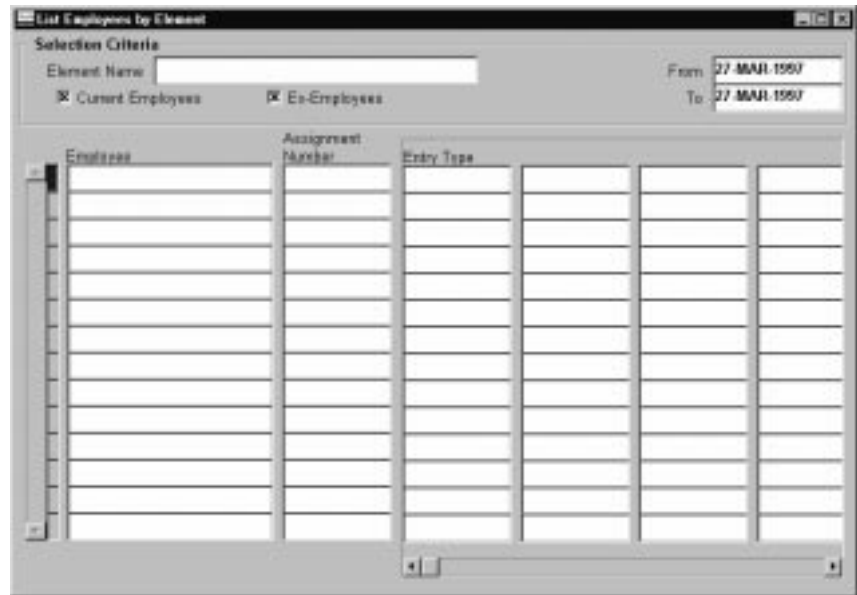 List Employees by Element
Selection Criteria
Element Name
From 27-MAR-1997
Current Employees
Ex-Employees
To 27-MAR-1997
Employee
Assignment
Number
Entry Type